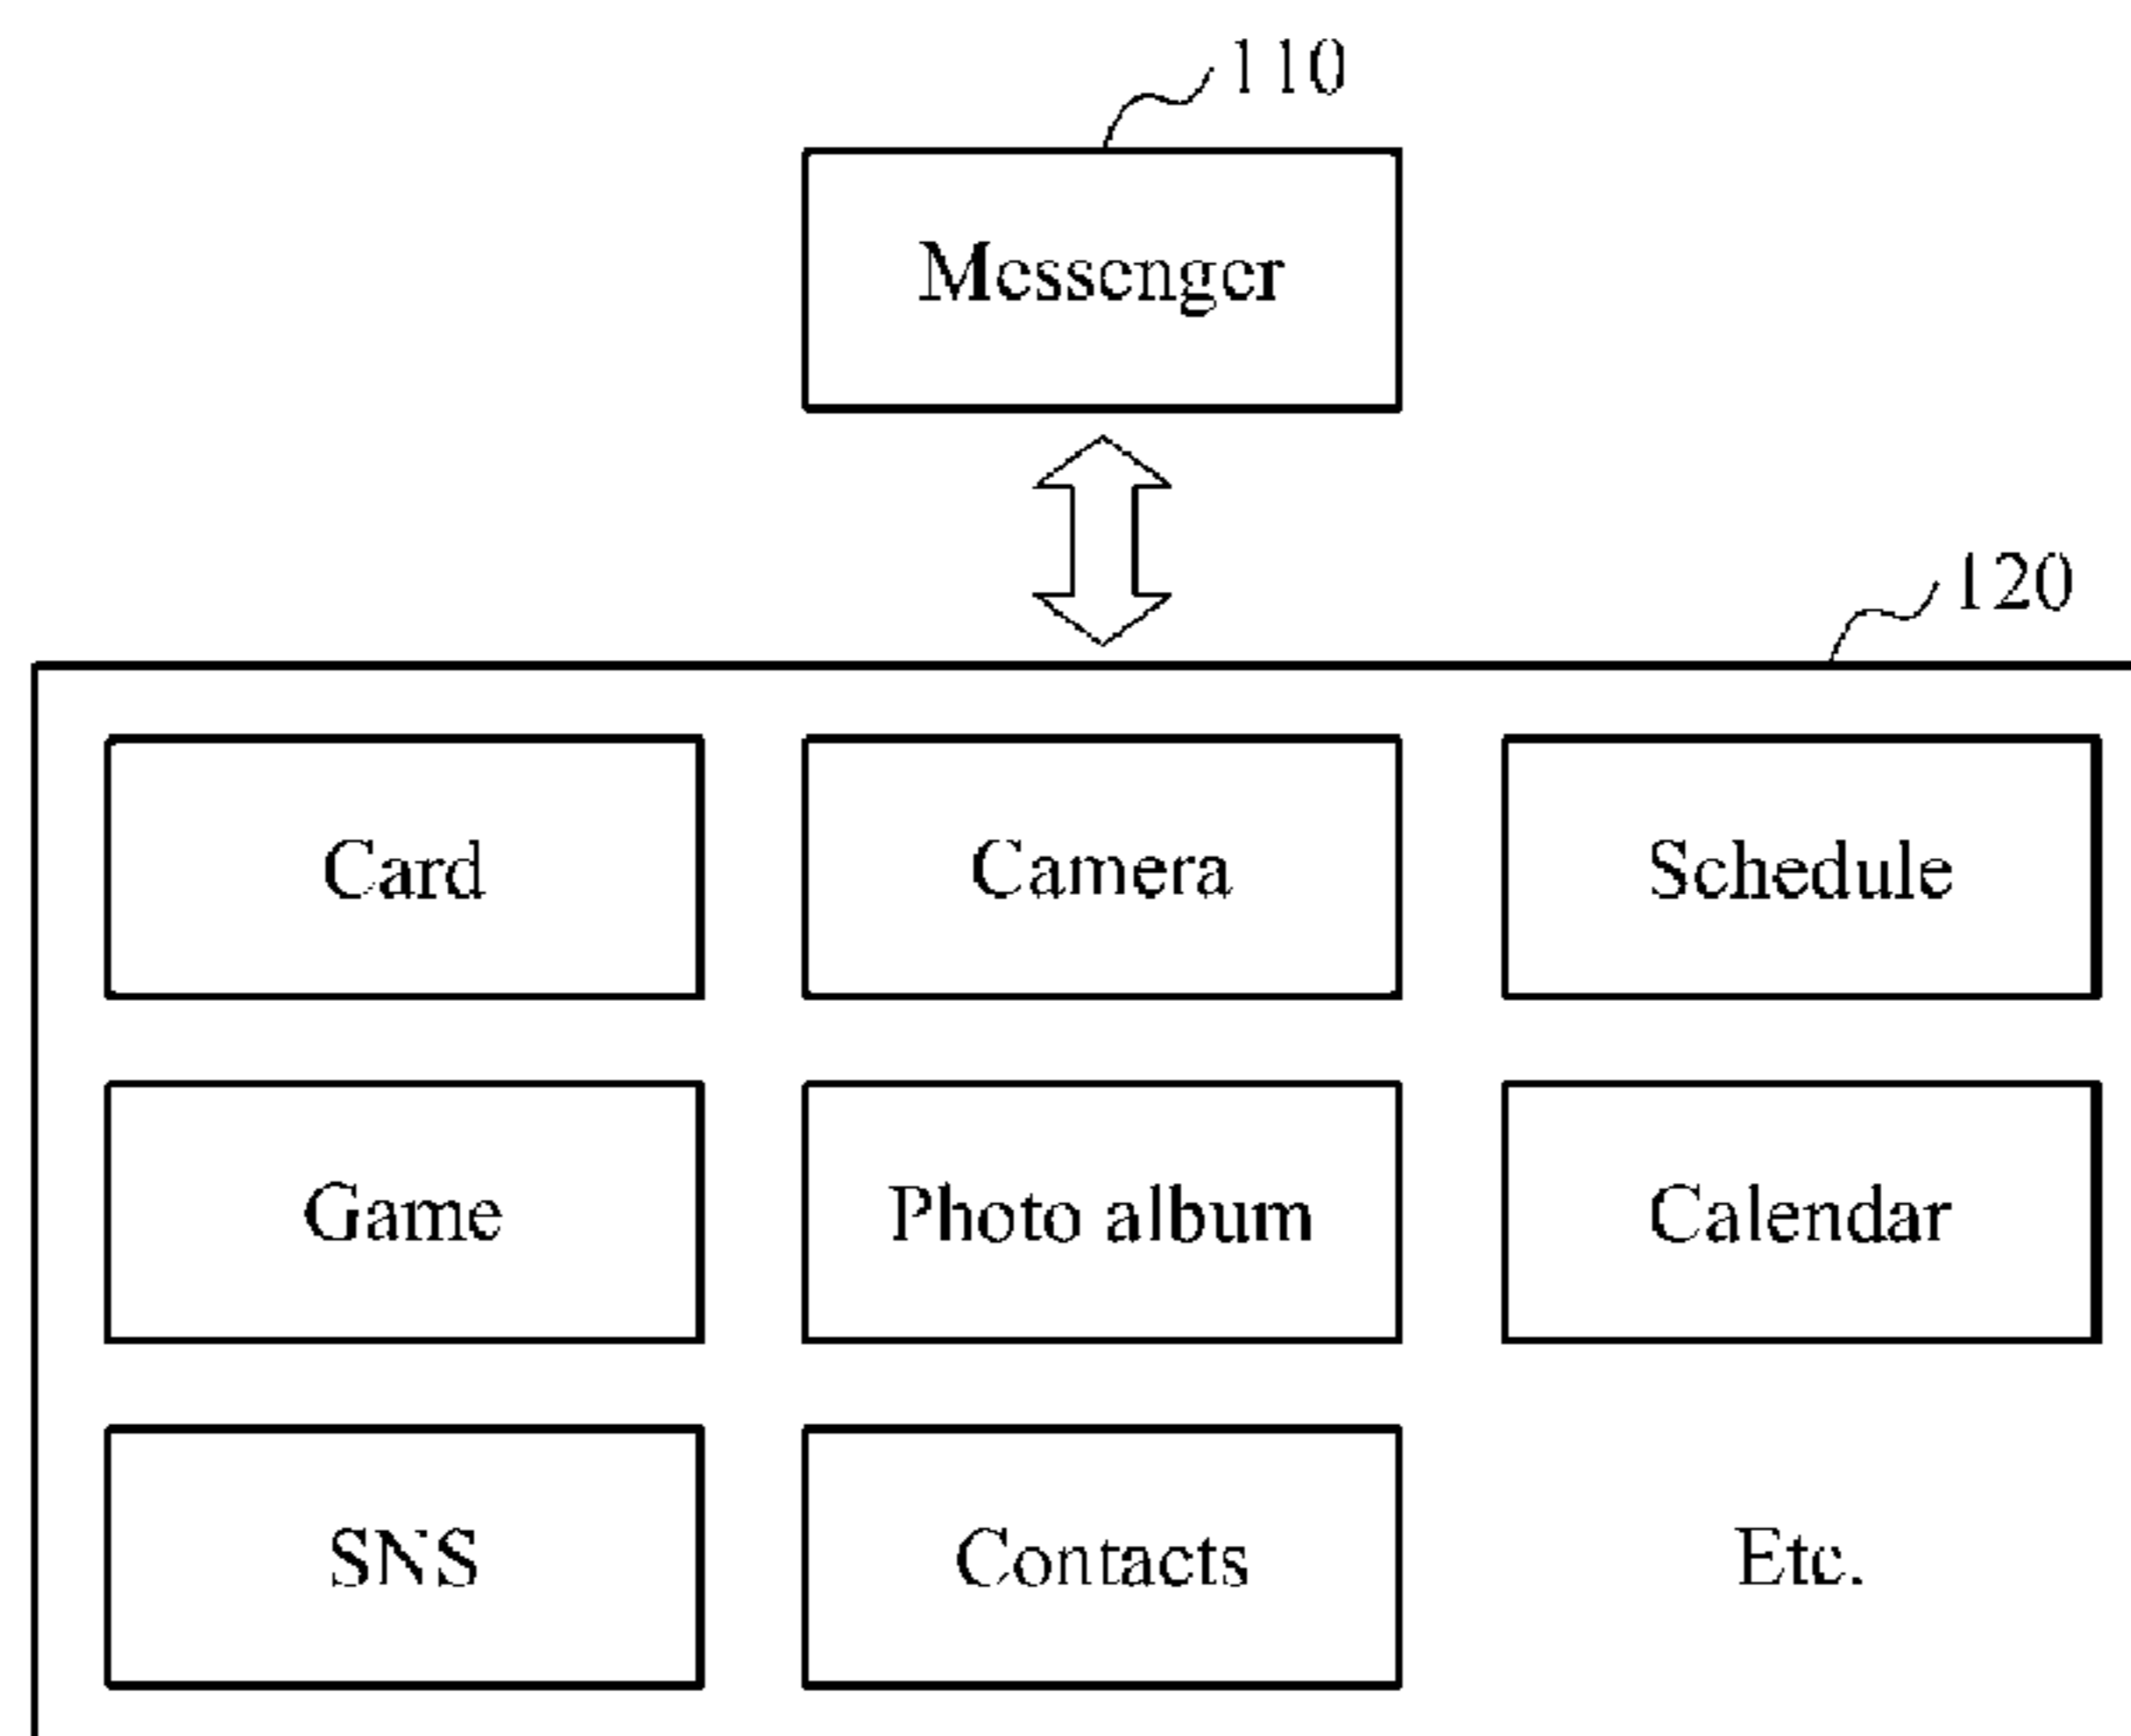 110
Messenger
120
Card Camera Schedule
Game Photo album Calendar
SNS Contacts Etc.